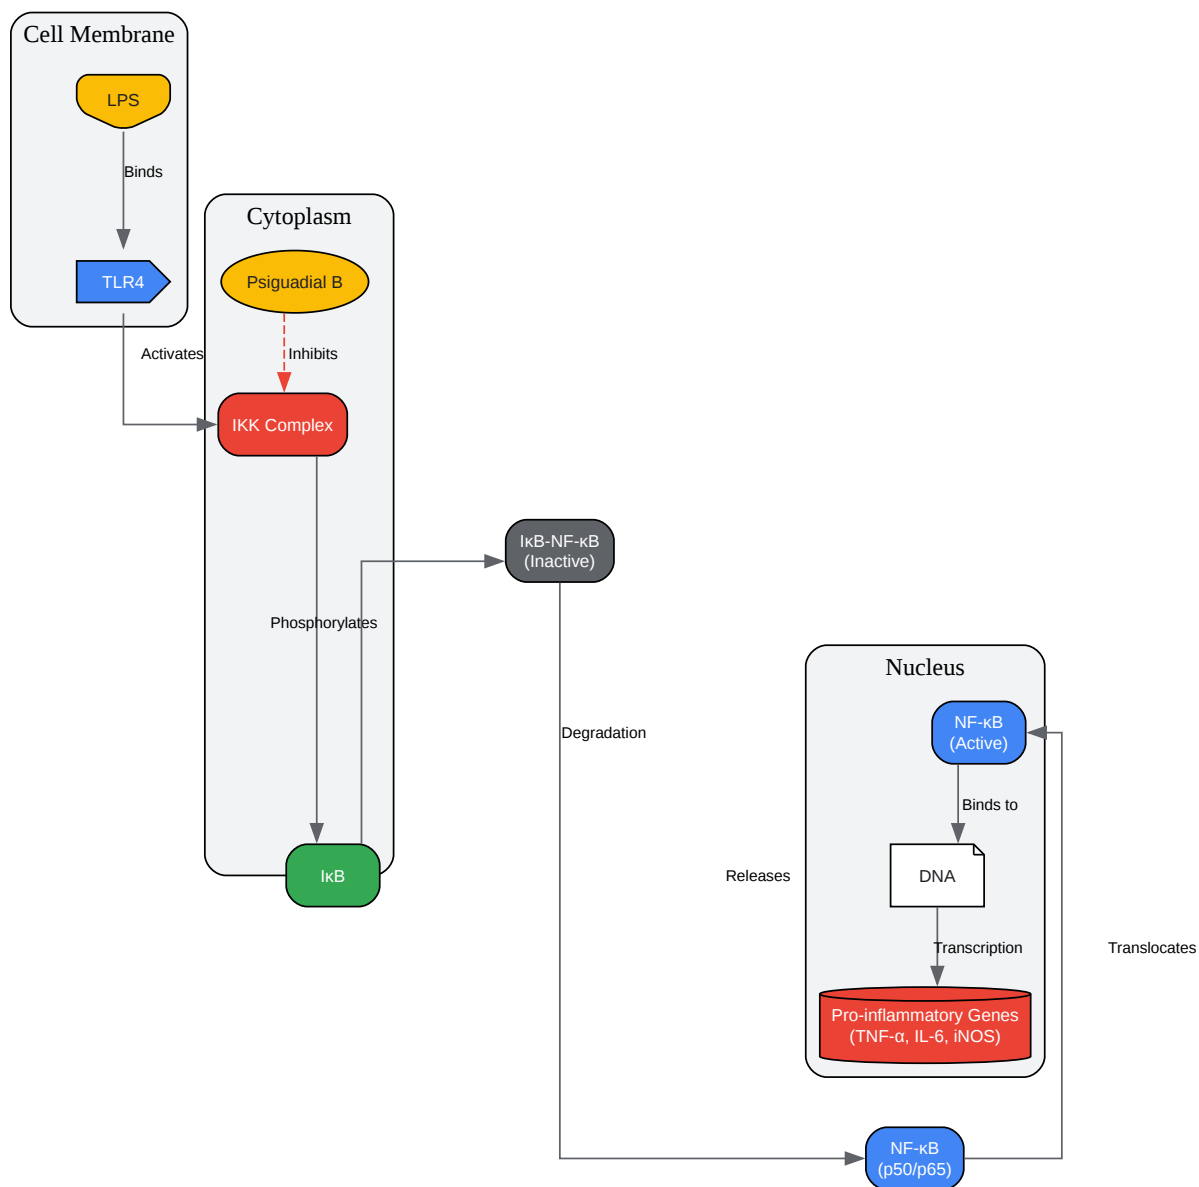 Cell Membrane
LPS
Binds
TLR4
Activates
Cytoplasm
Psiguadial B
Inhibits
IKK Complex
Phosphorylates
IκB
IκB-NF-κB
(Inactive)
Degradation
Releases
Nucleus
NF-κB
(Active)
Binds to
DNA
Transcription
Pro-inflammatory Genes
(TNF-α, IL-6, iNOS)
Translocates
NF-κB
(p50/p65)